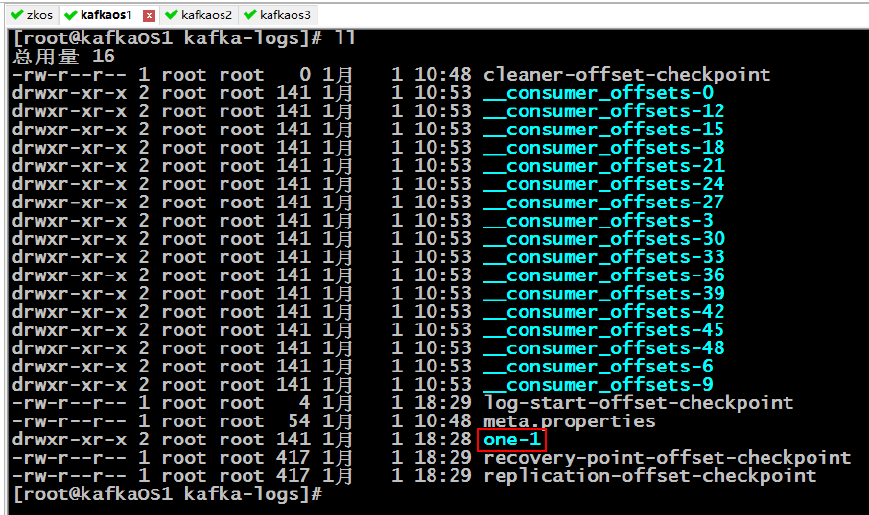 zkos kafkaos1 kafkaos2 kafkaos3
[root@kafkaOS1 kafka-logs]# ll
总用量 16
-rw-r--r-- 1 root root 0 1月 1 10:48 cleaner-offset-checkpoint
drwxr-xr-x 2 root root 141 1月 1 10:53 __consumer_offsets-0
drwxr-xr-x 2 root root 141 1月 1 10:53 __consumer_offsets-12
drwxr-xr-x 2 root root 141 1月 1 10:53 __consumer_offsets-15
drwxr-xr-x 2 root root 141 1月 1 10:53 __consumer_offsets-18
drwxr-xr-x 2 root root 141 1月 1 10:53 __consumer_offsets-21
drwxr-xr-x 2 root root 141 1月 1 10:53 __consumer_offsets-24
drwxr-xr-x 2 root root 141 1月 1 10:53 __consumer_offsets-27
drwxr-xr-x 2 root root 141 1月 1 10:53 __consumer_offsets-3
drwxr-xr-x 2 root root 141 1月 1 10:53 __consumer_offsets-30
drwxr-xr-x 2 root root 141 1月 1 10:53 __consumer_offsets-33
drwxr-xr-x 2 root root 141 1月 1 10:53 __consumer_offsets-36
drwxr-xr-x 2 root root 141 1月 1 10:53 __consumer_offsets-39
drwxr-xr-x 2 root root 141 1月 1 10:53 __consumer_offsets-42
drwxr-xr-x 2 root root 141 1月 1 10:53 __consumer_offsets-45
drwxr-xr-x 2 root root 141 1月 1 10:53 __consumer_offsets-48
drwxr-xr-x 2 root root 141 1月 1 10:53 __consumer_offsets-6
drwxr-xr-x 2 root root 141 1月 1 10:53 __consumer_offsets-9
-rw-r--r-- 1 root root 4 1月 1 18:29 log-start-offset-checkpoint
-rw-r--r-- 1 root root 54 1月 1 10:48 meta.properties
drwxr-xr-x 2 root root 141 1月 1 18:28 one-1
-rw-r--r-- 1 root root 417 1月 1 18:29 recovery-point-offset-checkpoint
-rw-r--r-- 1 root root 417 1月 1 18:29 replication-offset-checkpoint
[root@kafkaOS1 kafka-logs]#